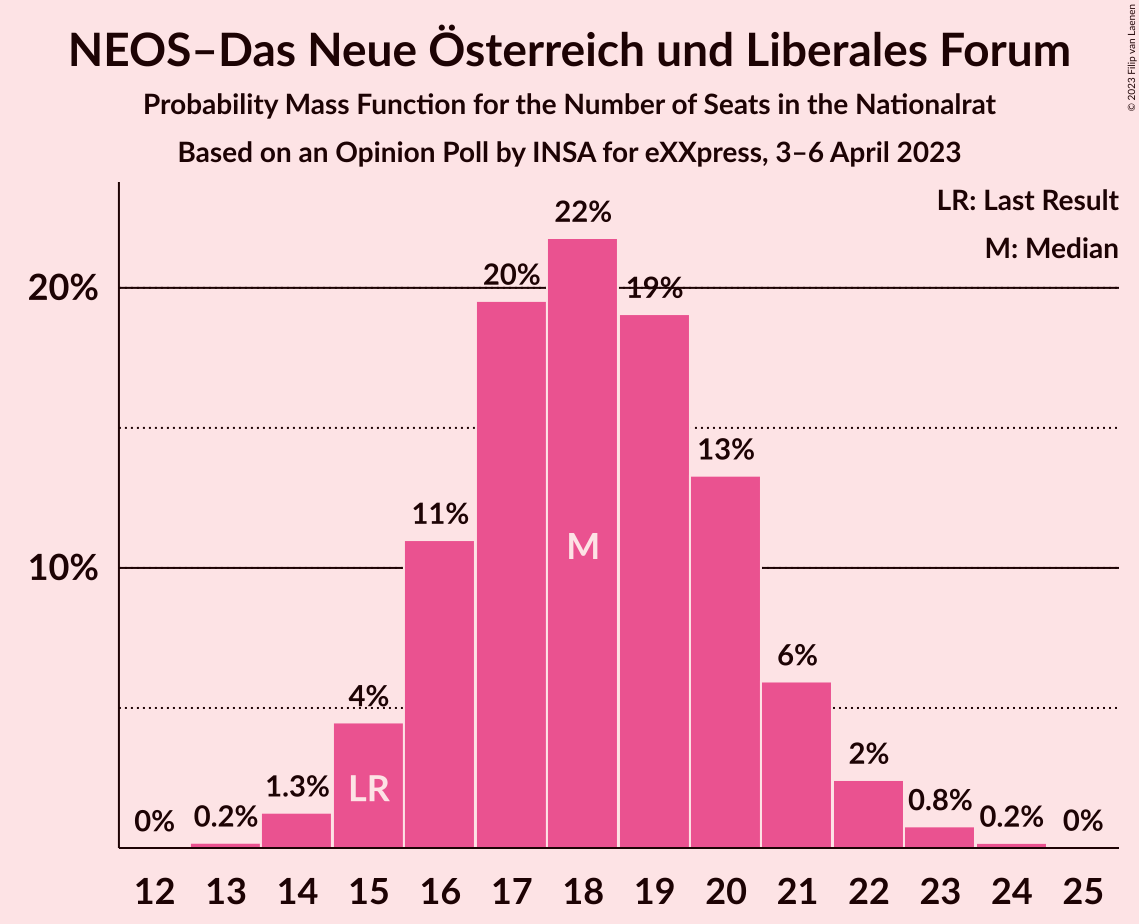 NEOS–Das Neue Österreich und Liberales Forum
Probability Mass Function for the Number of Seats in the Nationalrat
Based on an Opinion Poll by INSA for eXXpress, 3–6 April 2023
© 2023 Filip van Laenen
LR: Last Result
M: Median
20%
10%
0%
0.2%
1.3%
4%
11%
20%
22%
19%
13%
6%
2%
0.8%
0.2%
0%
LR
M
12 13 14 15 16 17 18 19 20 21 22 23 24 25